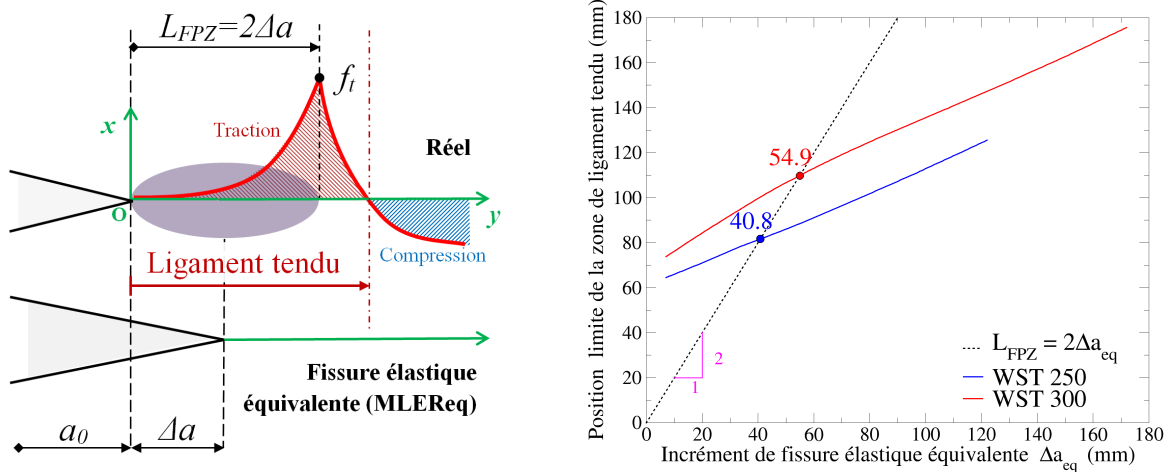 L_FPZ=2Δa
f_t
x
Traction
Réel
O
y
Compression
Ligament tendu
Fissure élastique
équivalente (MLEReq)
a_0
Δa
Position limite de la zone de ligament tendu (mm)
180
160
140
120
100
80
60
40
20
0
54.9
40.8
2
1
L_FPZ = 2Δa_eq
WST 250
WST 300
0 20 40 60 80 100 120 140 160 180
Incrément de fissure élastique équivalente Δa_eq (mm)